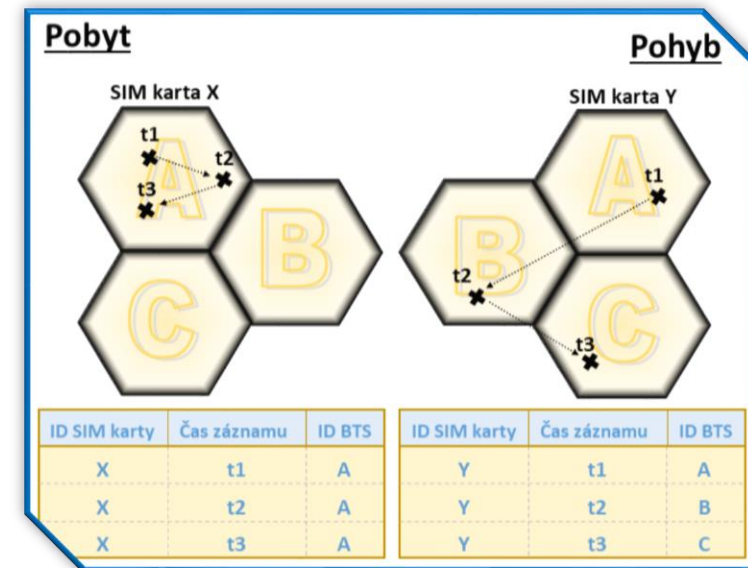 Pobyt
SIM karta X
t1
t2
t3
A
B
C
ID SIM karty Čas záznamu ID BTS
X t1 A
X t2 A
X t3 A
Pohyb
SIM karta Y
A
t1
B
t2
C
t3
ID SIM karty Čas záznamu ID BTS
Y t1 A
Y t2 B
Y t3 C